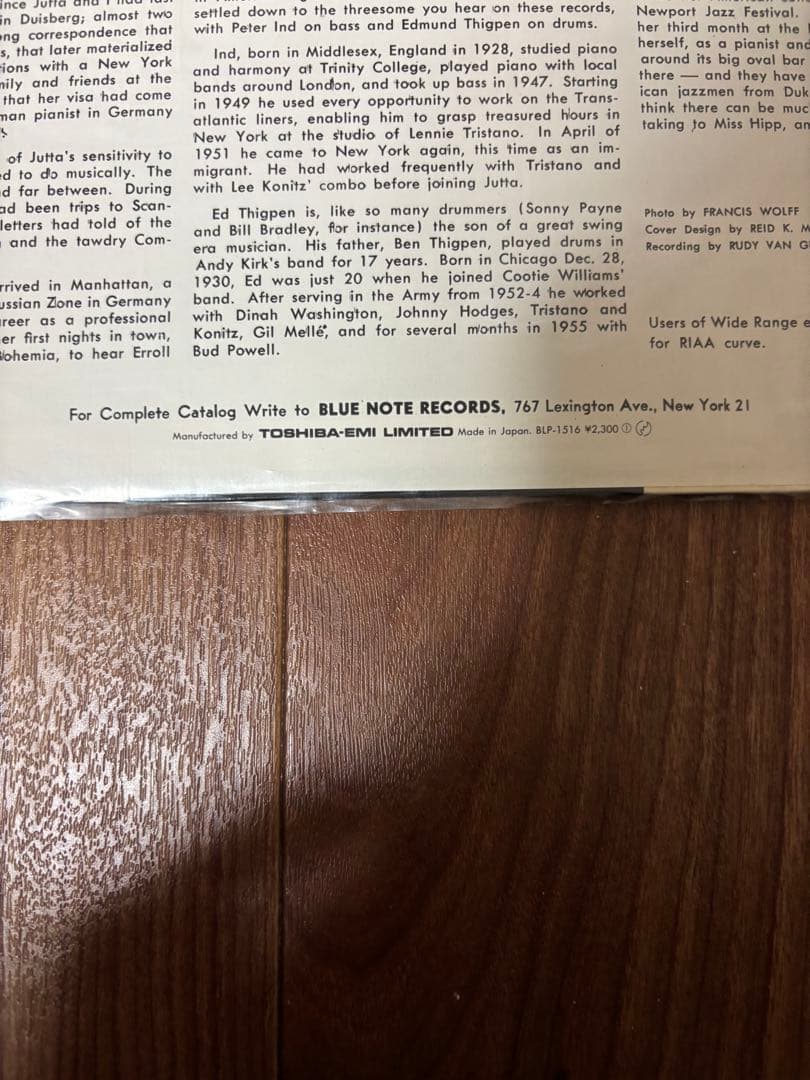 in Duisberg; almost two
ng correspondence that
s, that later materialized
ions with a New York
nily and friends at the
that her visa had come
man pianist in Germany
of Jutta's sensitivity to
ed to do musically. The
d far between. During
ad been trips to Scan-
letters had told of the
and the tawdry Com-
rrived in Manhattan, a
ussian Zone in Germany
reer as a professional
er first nights in town,
Bohemia, to hear Erroll
settled down to the threesome you hear on these records,
with Peter Ind on bass and Edmund Thigpen on drums.
Ind, born in Middlesex, England in 1928, studied piano
and harmony at Trinity College, played piano with local
bands around London, and took up bass in 1947. Starting
in 1949 he used every opportunity to work on the Trans-
atlantic liners, enabling him to grasp treasured hours in
New York at the studio of Lennie Tristano. In April of
1951 he came to New York again, this time as an im-
migrant. He had worked frequently with Tristano and
with Lee Konitz' combo before joining Jutta.
Ed Thigpen is, like so many drummers (Sonny Payne
and Bill Bradley, for instance) the son of a great swing
era musician. His father, Ben Thigpen, played drums in
Andy Kirk's band for 17 years. Born in Chicago Dec. 28,
1930, Ed was just 20 when he joined Cootie Williams'
band. After serving in the Army from 1952-4 he worked
with Dinah Washington, Johnny Hodges, Tristano and
Konitz, Gil Mellé, and for several months in 1955 with
Bud Powell.
Newport Jazz Festival.
her third month at the
herself, as a pianist and
around its big oval bar
there — and they have
ican jazzmen from Duk
think there can be muc
taking to Miss Hipp, an
Photo by FRANCIS WOLFF
Cover Design by REID K. M
Recording by RUDY VAN G
Users of Wide Range e
for RIAA curve.
For Complete Catalog Write to BLUE NOTE RECORDS, 767 Lexington Ave., New York 21
Manufactured by TOSHIBA-EMI LIMITED Made in Japan. BLP-1516 ¥2,300